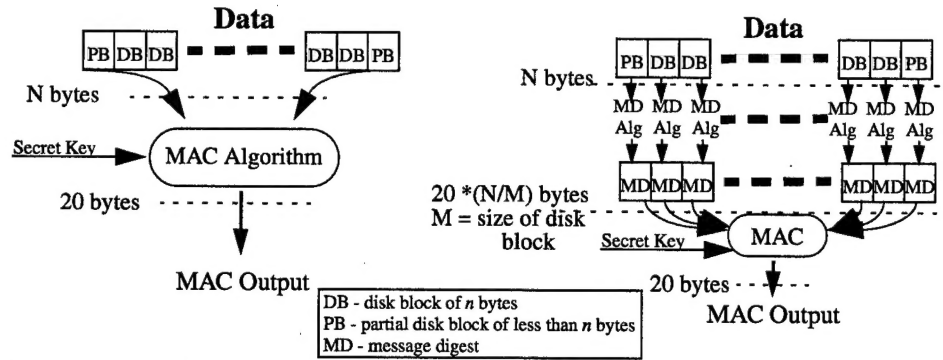 Data
PB DB DB DB DB PB
N bytes
Secret Key
MAC Algorithm
20 bytes
MAC Output
Data
PB DB DB DB DB PB
N bytes
MD MD MD MD MD MD
Alg Alg Alg Alg Alg Alg
MD MD MD MD MD MD
20 *(N/M) bytes
M = size of disk
block
Secret Key
MAC
20 bytes
MAC Output
DB - disk block of n bytes
PB - partial disk block of less than n bytes
MD - message digest